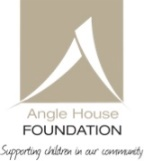 Angle House
FOUNDATION
Supporting children in our community